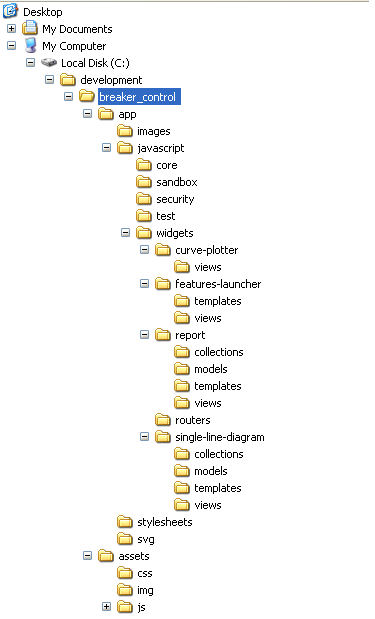 Desktop
My Documents
My Computer
Local Disk (C:)
development
breaker_control
app
images
javascript
core
sandbox
security
test
widgets
curve-plotter
views
features-launcher
templates
views
report
collections
models
templates
views
routers
single-line-diagram
collections
models
templates
views
stylesheets
svg
assets
css
img
js